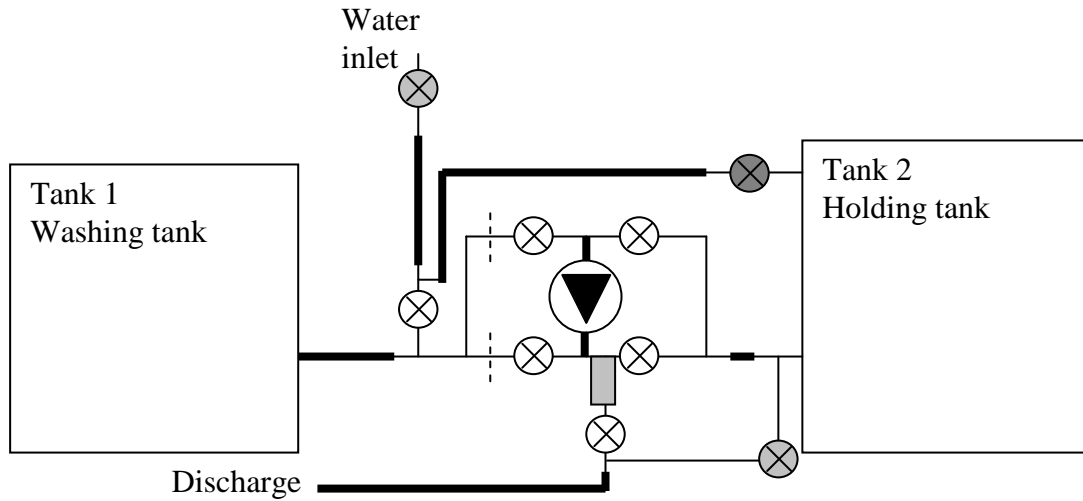 Water
inlet
Tank 1
Washing tank
Tank 2
Holding tank
Discharge